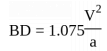 BD = 1.075 V²/a